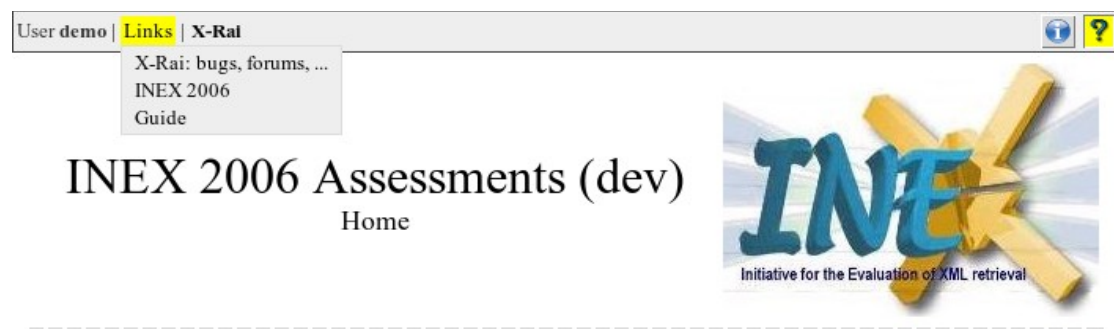 User demo | Links | X-Rai
?
X-Rai: bugs, forums, ...
INEX 2006
Guide
INEX 2006 Assessments (dev)
Home
INEX
Initiative for the Evaluation of XML retrieval